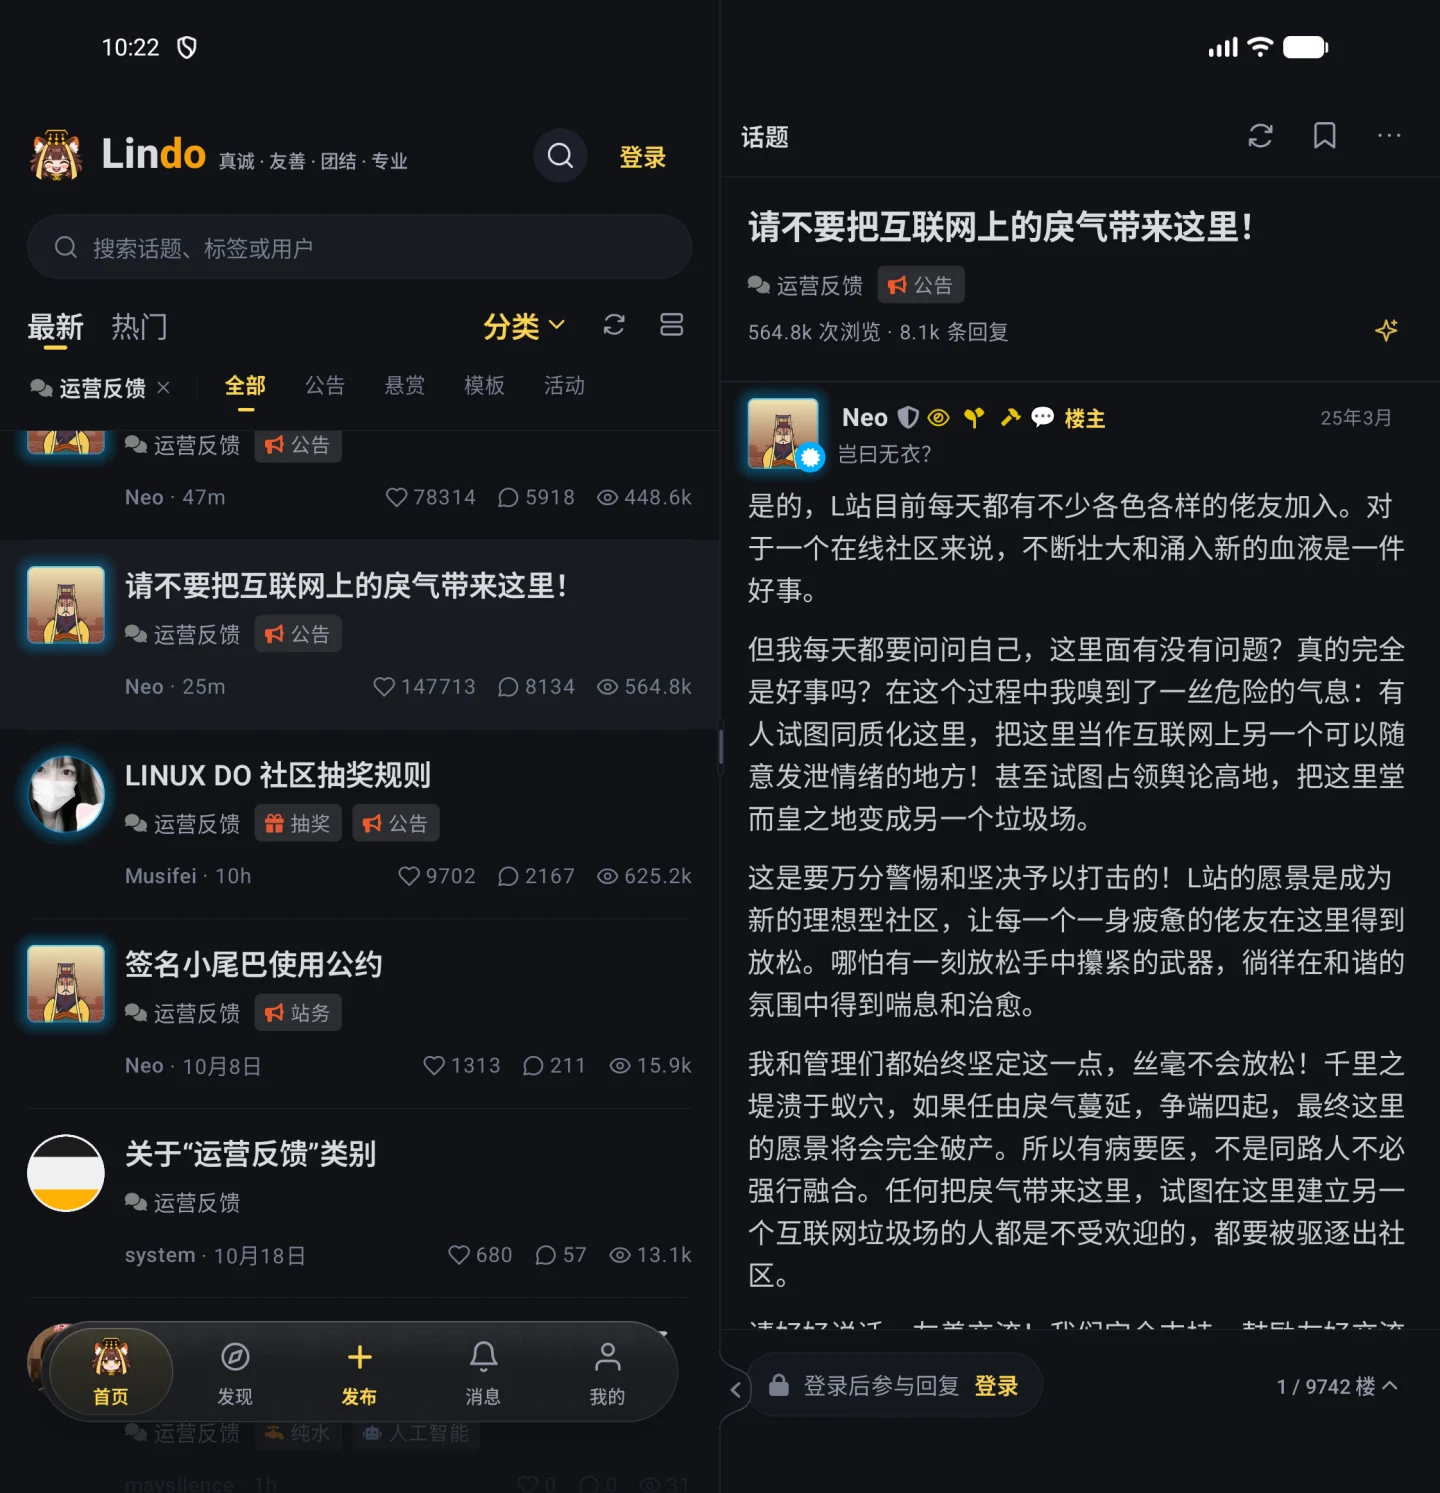 10:22
Lindo 真诚 · 友善 · 团结 · 专业
登录
搜索话题、标签或用户
最新 热门 分类
运营反馈 × 全部 公告 悬赏 模板 活动
运营反馈 公告
Neo · 47m 78314 5918 448.6k
请不要把互联网上的戾气带来这里！
运营反馈 公告
Neo · 25m 147713 8134 564.8k
LINUX DO 社区抽奖规则
运营反馈 抽奖 公告
Musifei · 10h 9702 2167 625.2k
签名小尾巴使用公约
运营反馈 站务
Neo · 10月8日 1313 211 15.9k
关于“运营反馈”类别
运营反馈
system · 10月18日 680 57 13.1k
首页 发现 发布 消息 我的
运营反馈 纯水 人工智能
maysilence · 1h 0 0 31
话题
请不要把互联网上的戾气带来这里！
运营反馈 公告
564.8k 次浏览 · 8.1k 条回复
Neo 楼主 25年3月
岂曰无衣？
是的，L站目前每天都有不少各色各样的佬友加入。对
于一个在线社区来说，不断壮大和涌入新的血液是一件
好事。
但我每天都要问问自己，这里面有没有问题？真的完全
是好事吗？在这个过程中我嗅到了一丝危险的气息：有
人试图同质化这里，把这里当作互联网上另一个可以随
意发泄情绪的地方！甚至试图占领舆论高地，把这里堂
而皇之地变成另一个垃圾场。
这是要万分警惕和坚决予以打击的！L站的愿景是成为
新的理想型社区，让每一个一身疲惫的佬友在这里得到
放松。哪怕有一刻放松手中攥紧的武器，徜徉在和谐的
氛围中得到喘息和治愈。
我和管理们都始终坚定这一点，丝毫不会放松！千里之
堤溃于蚁穴，如果任由戾气蔓延，争端四起，最终这里
的愿景将会完全破产。所以有病要医，不是同路人不必
强行融合。任何把戾气带来这里，试图在这里建立另一
个互联网垃圾场的人都是不受欢迎的，都要被驱逐出社
区。
请好好说话，友善交流！我们完全支持、鼓励友好交流
登录后参与回复 登录
1 / 9742 楼